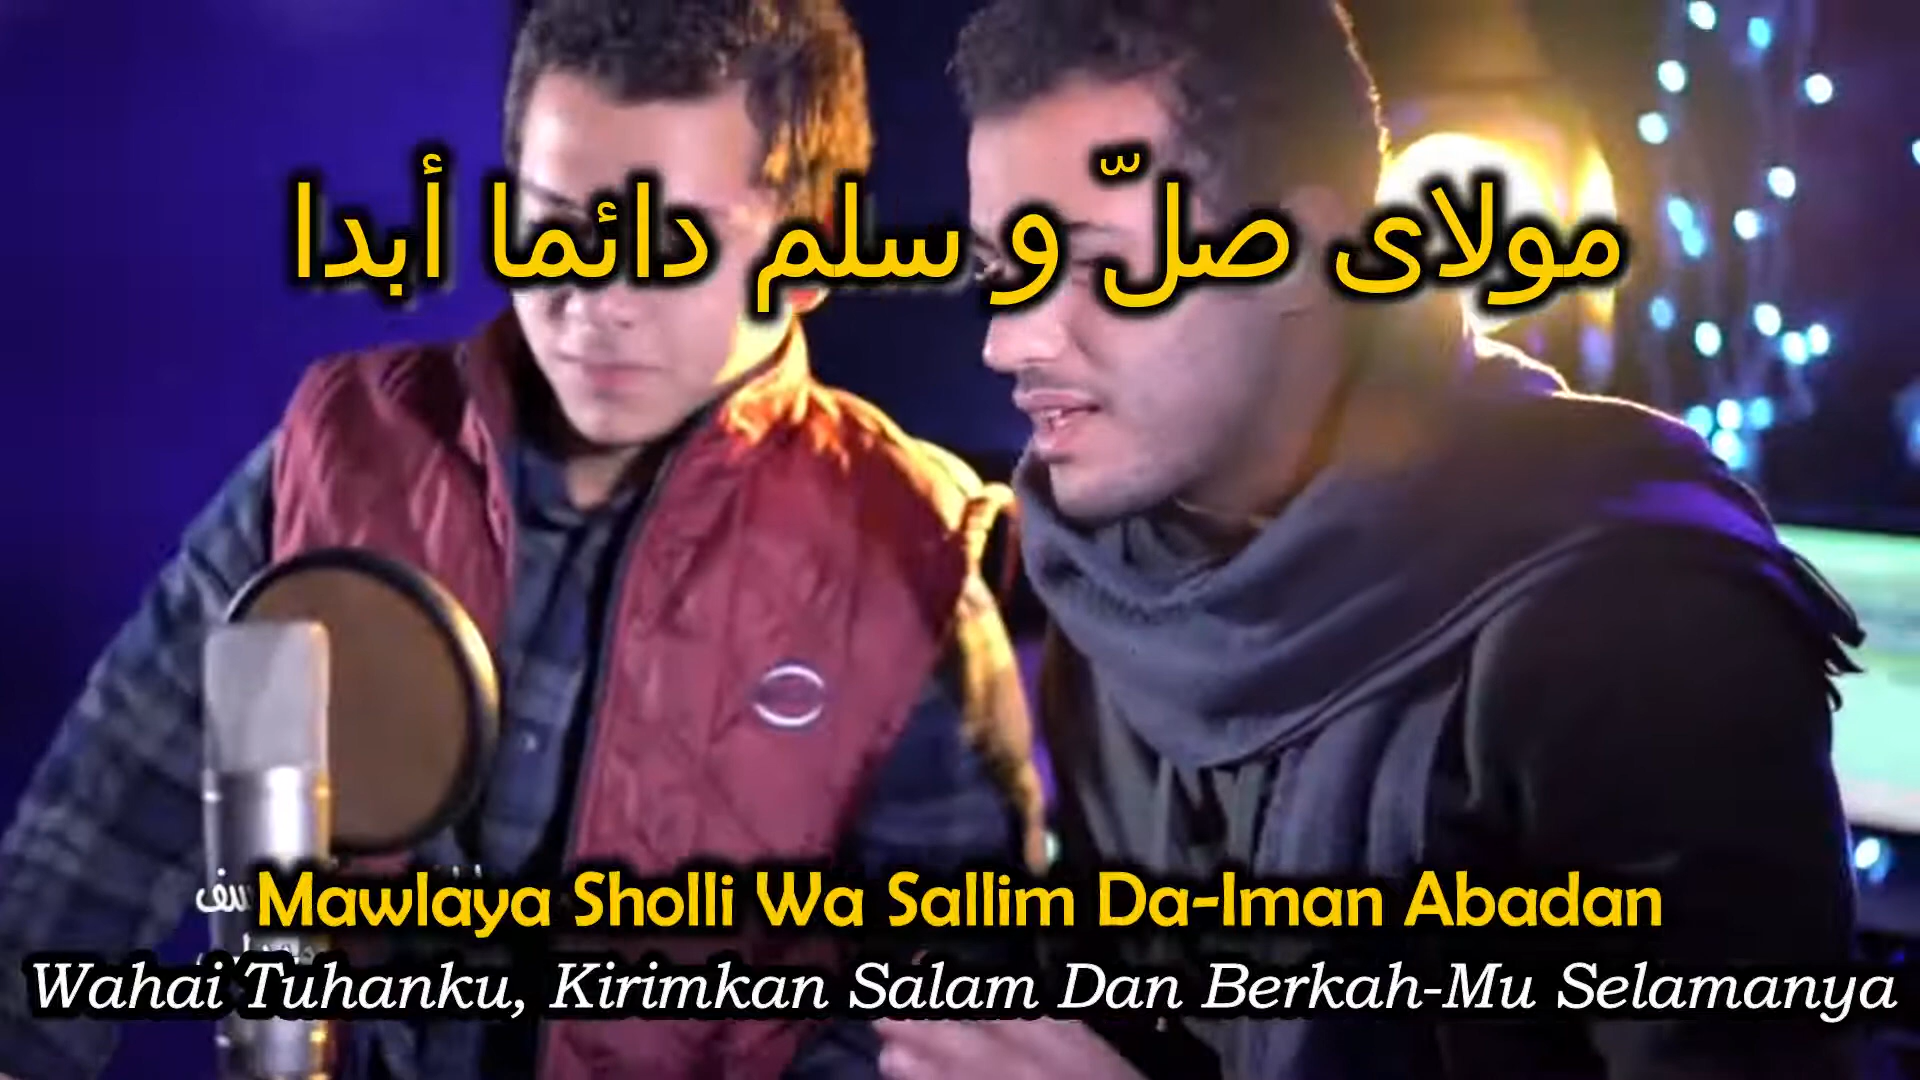 مولاى صلّ و سلم دائما أبدا
Mawlaya Sholli Wa Sallim Da-Iman Abadan
Wahai Tuhanku, Kirimkan Salam Dan Berkah-Mu Selamanya